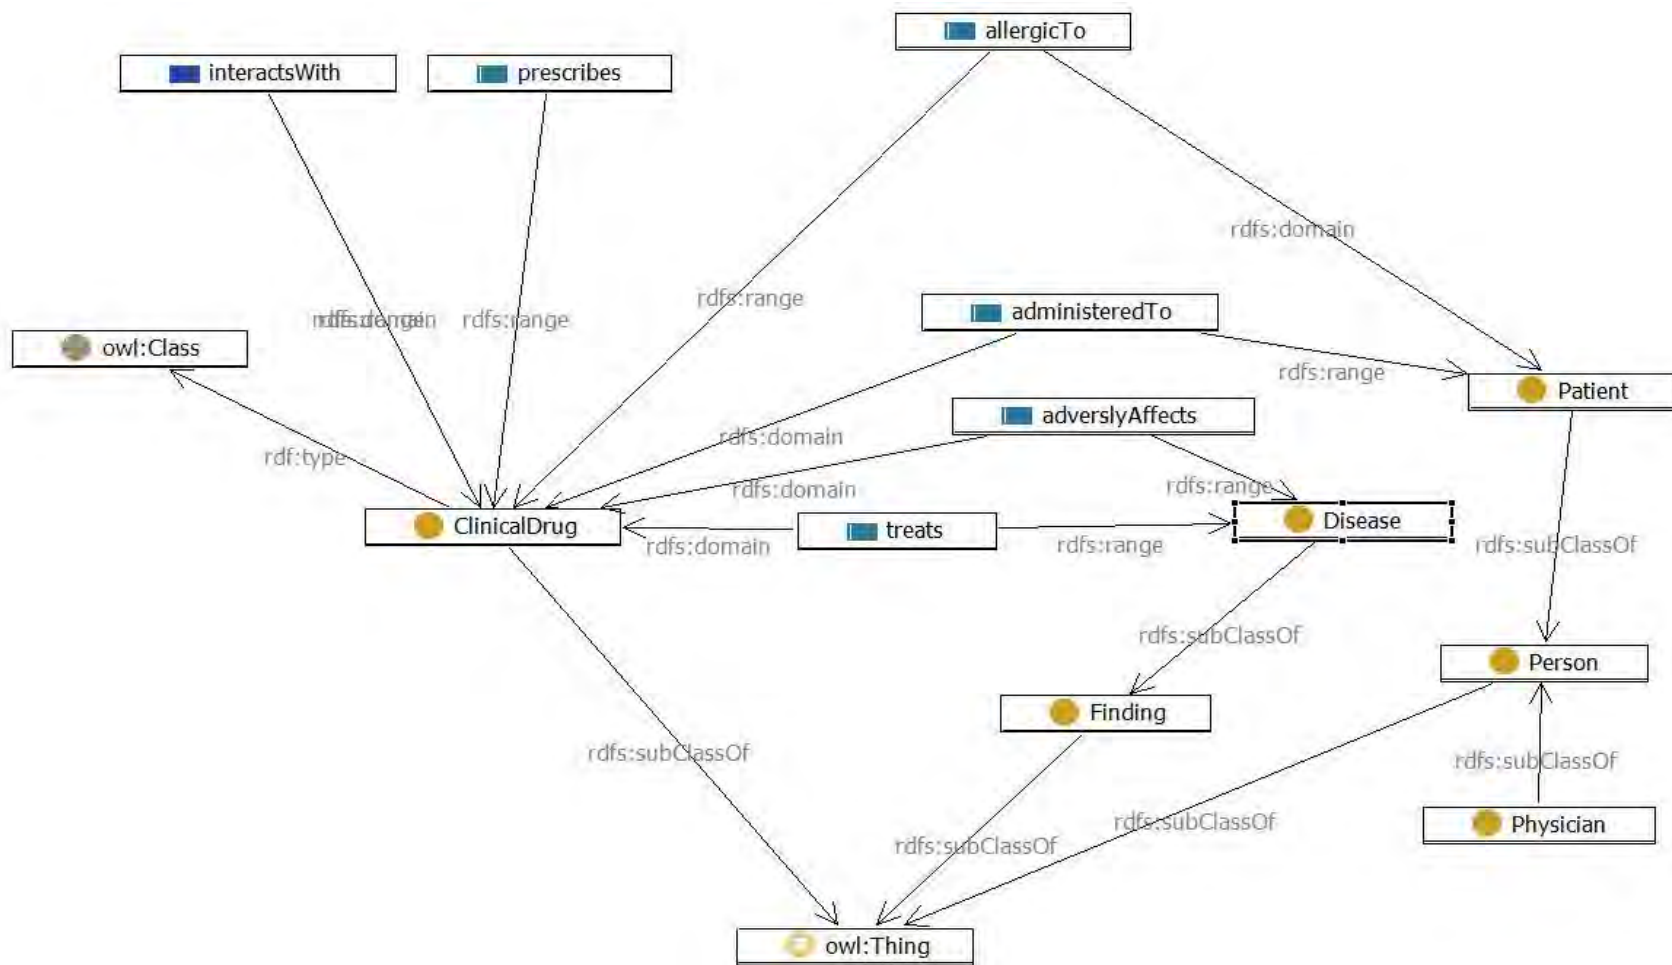 allergicTo
interactsWith
prescribes
rdfs:domain
rdfs:range
administeredTo
rdfs:domain
rdfs:range
owl:Class
rdfs:range
Patient
adverslyAffects
rdfs:domain
rdf:type
rdfs:domain
rdfs:range
ClinicalDrug
treats
Disease
rdfs:domain
rdfs:range
rdfs:subClassOf
rdfs:subClassOf
Person
Finding
rdfs:subClassOf
rdfs:subClassOf
rdfs:subClassOf
Physician
rdfs:subClassOf
owl:Thing